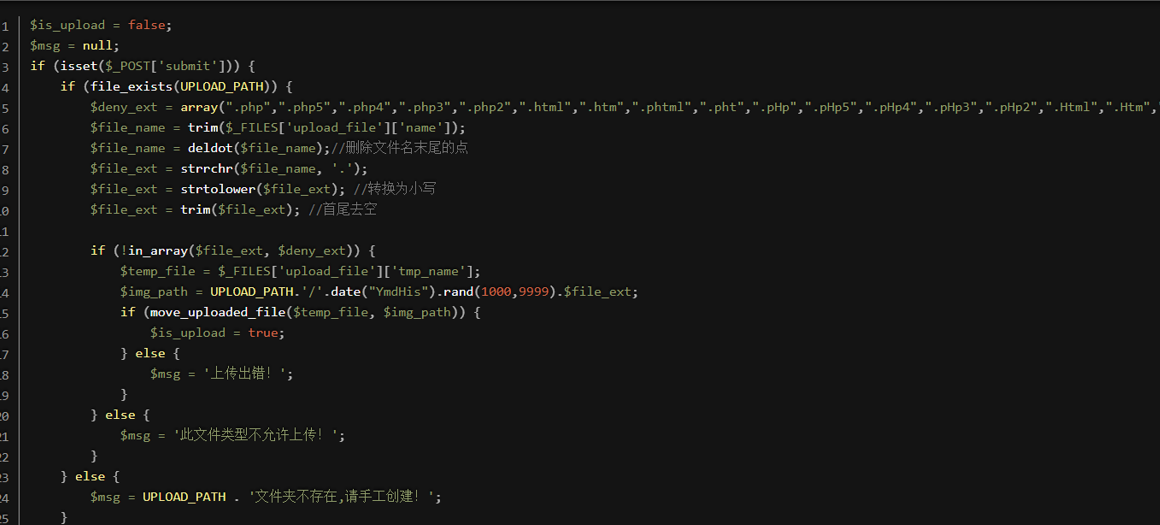 1 $is_upload = false;
2 $msg = null;
3 if (isset($_POST['submit'])) {
4 if (file_exists(UPLOAD_PATH)) {
5 $deny_ext = array(".php",".php5",".php4",".php3",".php2",".html",".htm",".phtml",".pht",".pHp",".pHp5",".pHp4",".pHp3",".pHp2",".Html",".Htm","
6 $file_name = trim($_FILES['upload_file']['name']);
7 $file_name = deldot($file_name);//删除文件名末尾的点
8 $file_ext = strrchr($file_name, '.');
9 $file_ext = strtolower($file_ext); //转换为小写
10 $file_ext = trim($file_ext); //首尾去空
11
12 if (!in_array($file_ext, $deny_ext)) {
13 $temp_file = $_FILES['upload_file']['tmp_name'];
14 $img_path = UPLOAD_PATH.'/'.date("YmdHis").rand(1000,9999).$file_ext;
15 if (move_uploaded_file($temp_file, $img_path)) {
16 $is_upload = true;
17 } else {
18 $msg = '上传出错！';
19 }
20 } else {
21 $msg = '此文件类型不允许上传！';
22 }
23 } else {
24 $msg = UPLOAD_PATH . '文件夹不存在,请手工创建！';
25 }